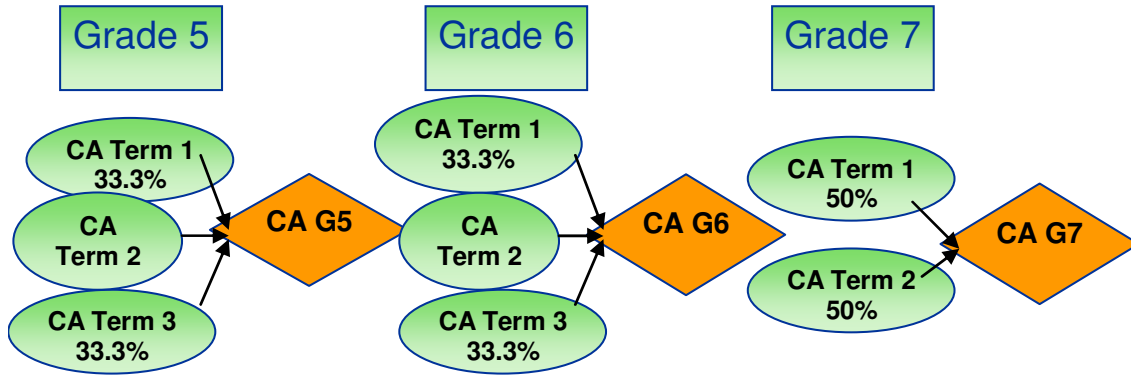 Grade 5
Grade 6
Grade 7
CA Term 1
33.3%
CA
Term 2
CA Term 3
33.3%
CA G5
CA Term 1
33.3%
CA
Term 2
CA Term 3
33.3%
CA G6
CA Term 1
50%
CA Term 2
50%
CA G7